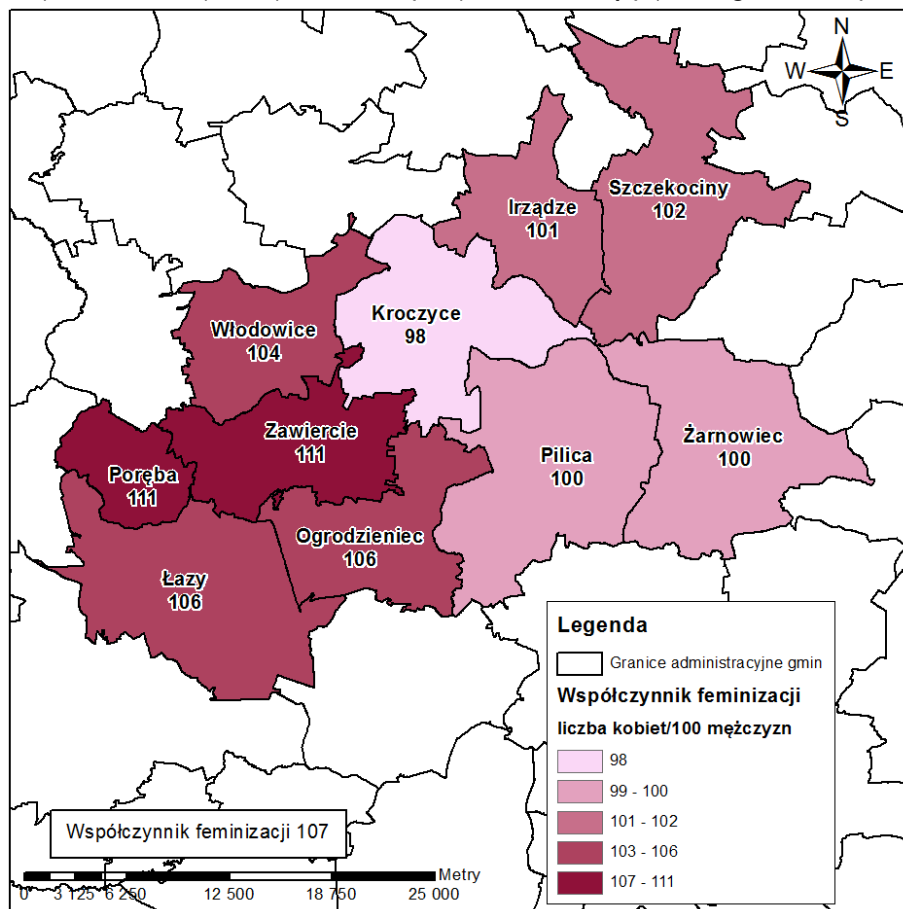 N
W E
S
Szczekociny
102
Irządze
101
Kroczyce
98
Włodowice
104
Zawiercie
111
Żarnowiec
100
Pilica
100
Poręba
111
Ogrodzieniec
106
Łazy
106
Legenda
Granice administracyjne gmin
Współczynnik feminizacji
liczba kobiet/100 mężczyzn
98
99 - 100
101 - 102
103 - 106
107 - 111
Współczynnik feminizacji 107
Metry
0 3 125 6 250 12 500 18 750 25 000